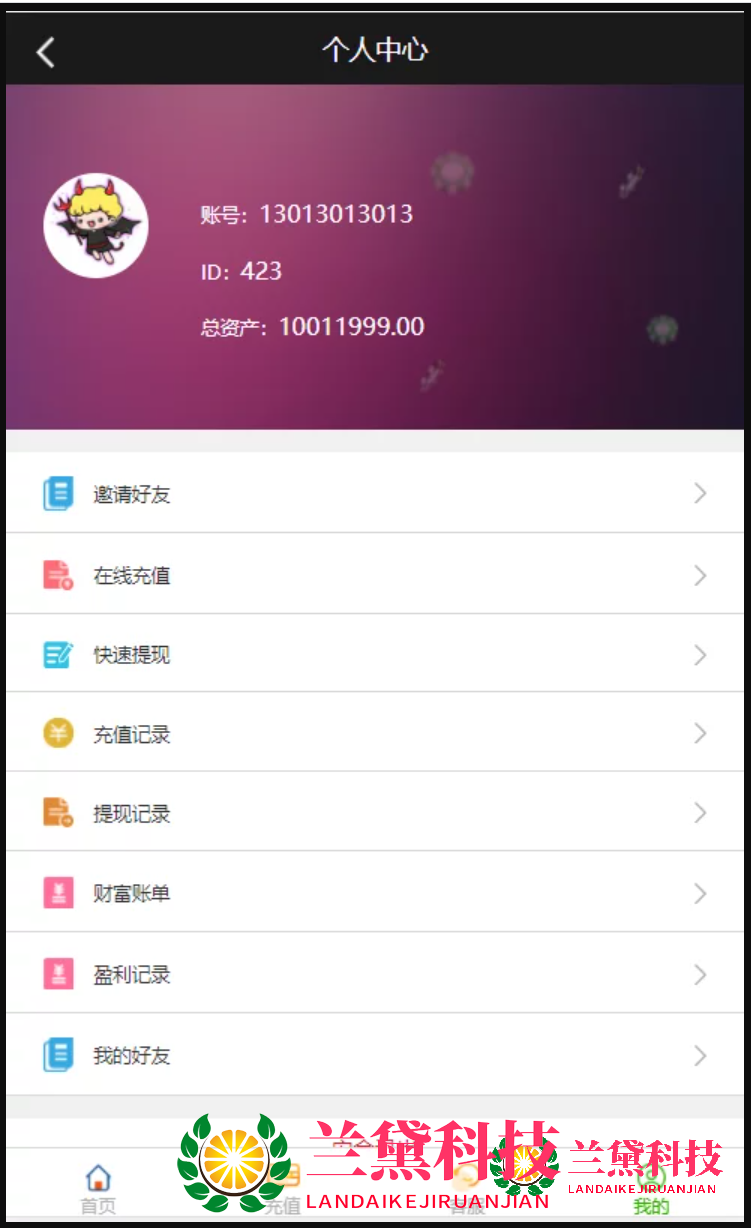 个人中心
账号：13013013013
ID：423
总资产：10011999.00
邀请好友
在线充值
快速提现
充值记录
提现记录
财富账单
盈利记录
我的好友
兰黛科技
LANDAIKEJIRUANJIAN
兰黛科技
LANDAIKEJIRUANJIAN
首页
充值
客服
我的